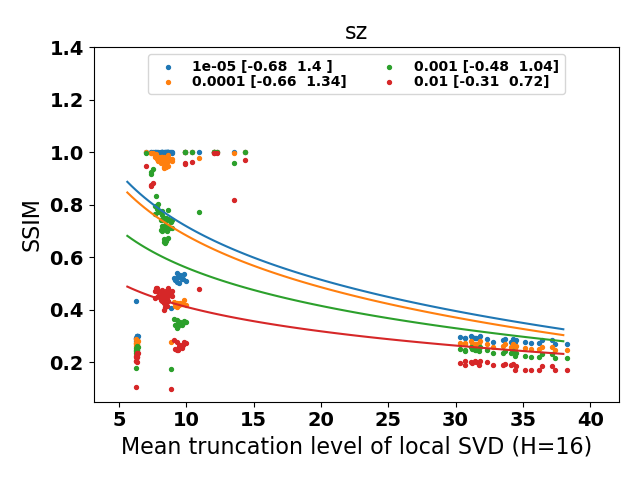 sz
1.4
1e-05 [-0.68  1.4 ]
0.001 [-0.48  1.04]
0.0001 [-0.66  1.34]
0.01 [-0.31  0.72]
1.2
1.0
0.8
0.6
0.4
0.2
SSIM
5
10
15
20
25
30
35
40
Mean truncation level of local SVD (H=16)